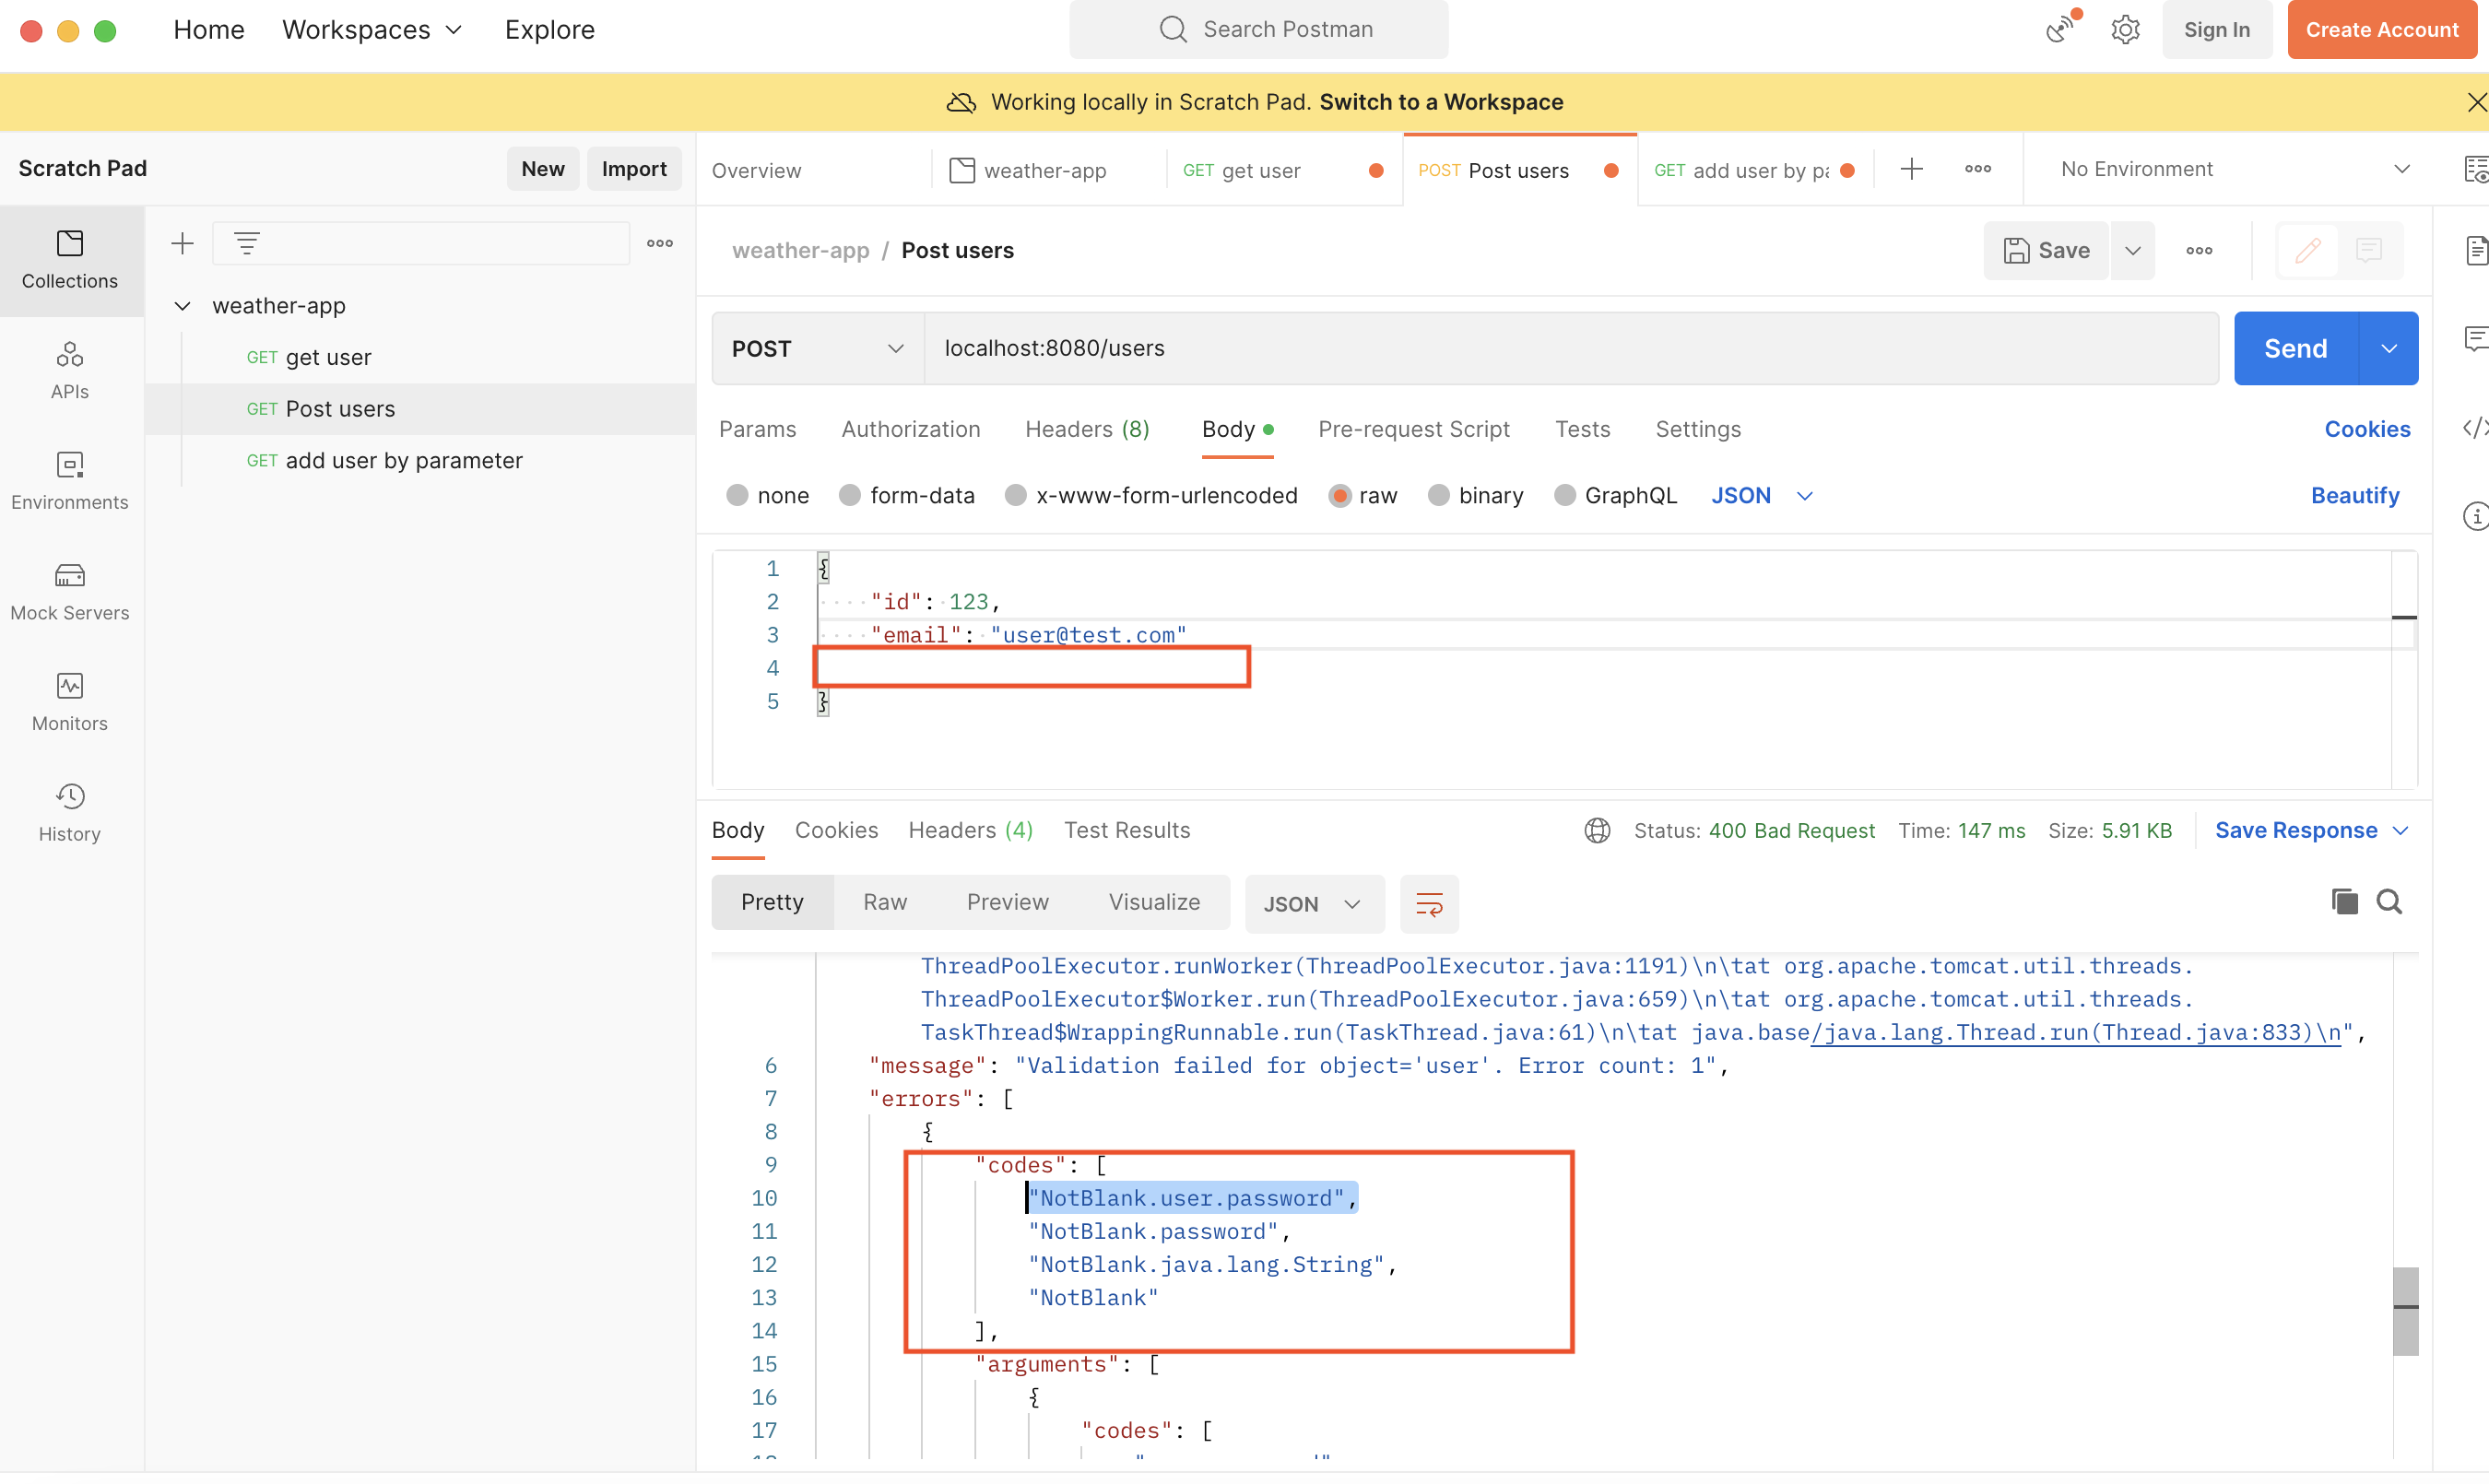 Home Workspaces Explore Search Postman Sign In Create Account
Working locally in Scratch Pad. Switch to a Workspace
Scratch Pad New Import
Overview weather-app GET get user POST Post users GET add user by pa No Environment
Collections
APIs
Environments
Mock Servers
Monitors
History
weather-app
GET get user
GET Post users
GET add user by parameter
weather-app / Post users Save
POST localhost:8080/users Send
Params Authorization Headers (8) Body Pre-request Script Tests Settings Cookies
none form-data x-www-form-urlencoded raw binary GraphQL JSON Beautify
1 {
2 "id": 123,
3 "email": "user@test.com"
4
5 }
Body Cookies Headers (4) Test Results Status: 400 Bad Request Time: 147 ms Size: 5.91 KB Save Response
Pretty Raw Preview Visualize JSON
ThreadPoolExecutor.runWorker(ThreadPoolExecutor.java:1191)\n\tat org.apache.tomcat.util.threads.
ThreadPoolExecutor$Worker.run(ThreadPoolExecutor.java:659)\n\tat org.apache.tomcat.util.threads.
TaskThread$WrappingRunnable.run(TaskThread.java:61)\n\tat java.base/java.lang.Thread.run(Thread.java:833)\n",
6 "message": "Validation failed for object='user'. Error count: 1",
7 "errors": [
8 {
9 "codes": [
10 "NotBlank.user.password",
11 "NotBlank.password",
12 "NotBlank.java.lang.String",
13 "NotBlank"
14 ],
15 "arguments": [
16 {
17 "codes": [